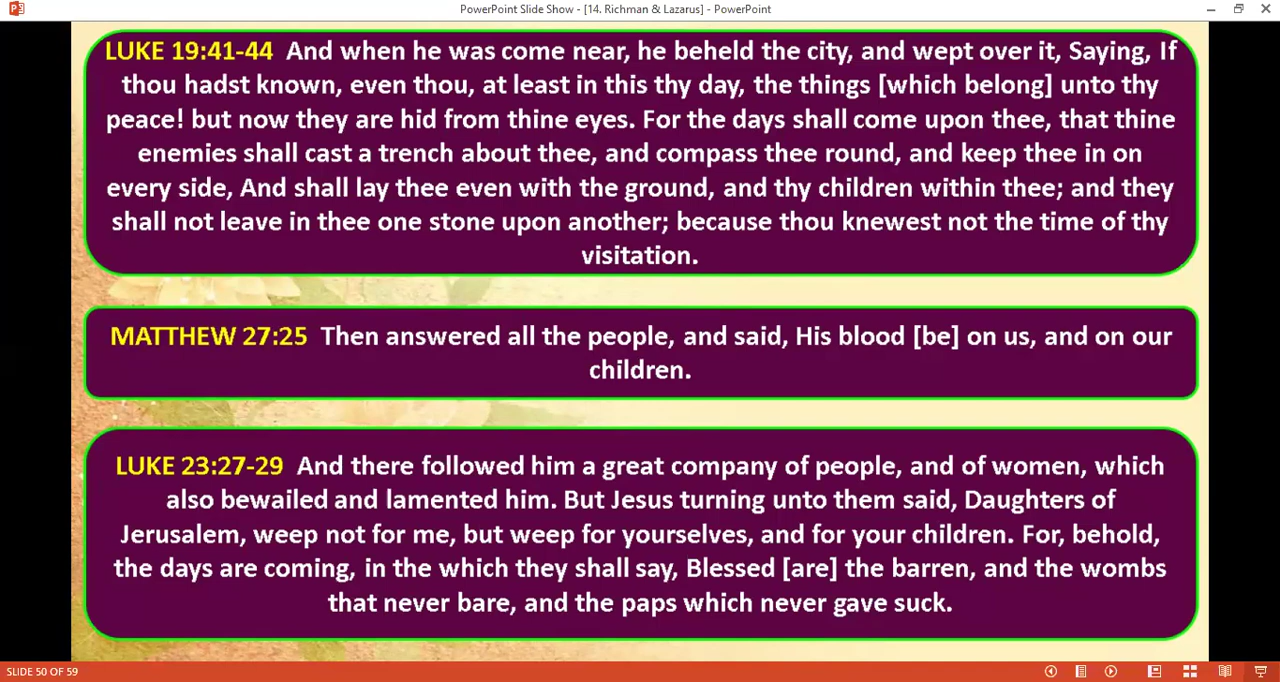 PowerPoint Slide Show - [14. Richman & Lazarus] - PowerPoint
LUKE 19:41-44 And when he was come near, he beheld the city, and wept over it, Saying, If
thou hadst known, even thou, at least in this thy day, the things [which belong] unto thy
peace! but now they are hid from thine eyes. For the days shall come upon thee, that thine
enemies shall cast a trench about thee, and compass thee round, and keep thee in on
every side, And shall lay thee even with the ground, and thy children within thee; and they
shall not leave in thee one stone upon another; because thou knewest not the time of thy
visitation.
MATTHEW 27:25 Then answered all the people, and said, His blood [be] on us, and on our
children.
LUKE 23:27-29 And there followed him a great company of people, and of women, which
also bewailed and lamented him. But Jesus turning unto them said, Daughters of
Jerusalem, weep not for me, but weep for yourselves, and for your children. For, behold,
the days are coming, in the which they shall say, Blessed [are] the barren, and the wombs
that never bare, and the paps which never gave suck.
SLIDE 50 OF 59